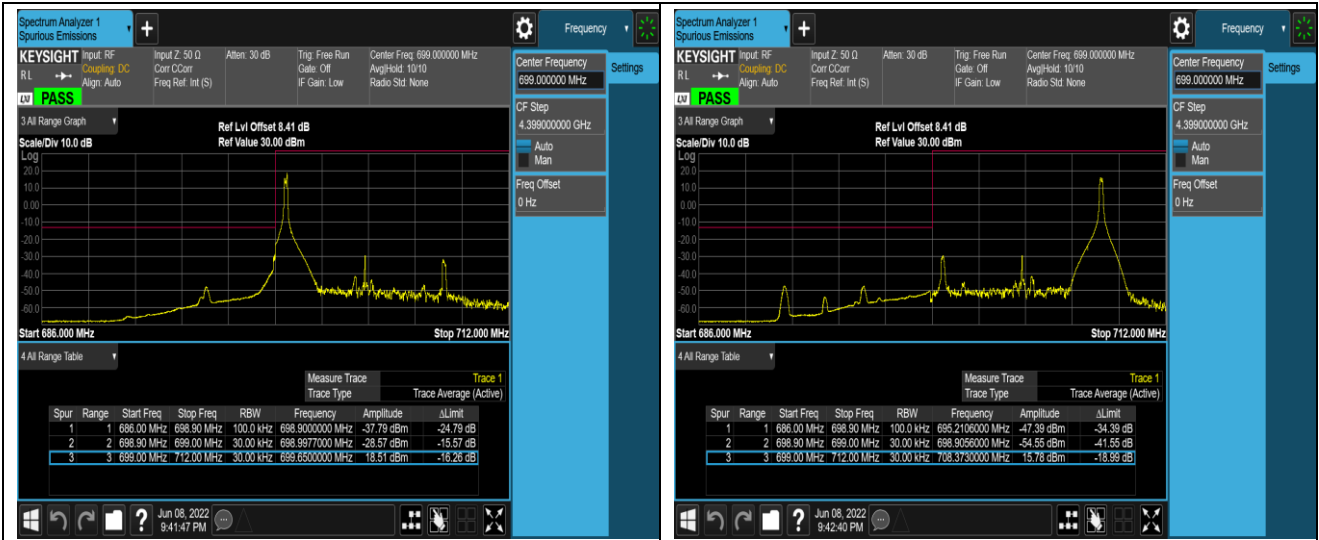 Spectrum Analyzer 1
Spurious Emissions
Frequency
KEYSIGHT
RL
Input: RF
Coupling: DC
Align: Auto
Input Z: 50 Ω
Corr CCorr
Freq Ref: Int (S)
Atten: 30 dB
Trig: Free Run
Gate: Off
IF Gain: Low
Center Freq: 699.000000 MHz
Avg|Hold: 10/10
Radio Std: None
LXI
PASS
Center Frequency
699.000000 MHz
Settings
CF Step
4.399000000 GHz
Auto
Man
Freq Offset
0 Hz
3 All Range Graph
Ref Lvl Offset 8.41 dB
Scale/Div 10.0 dB
Ref Value 30.00 dBm
Log
20.0
10.0
0.00
-10.0
-20.0
-30.0
-40.0
-50.0
-60.0
Start 686.000 MHz
Stop 712.000 MHz
4 All Range Table
Measure Trace Trace 1
Trace Type Trace Average (Active)
Spur Range Start Freq Stop Freq RBW Frequency Amplitude ΔLimit
1 1 686.00 MHz 698.90 MHz 100.0 kHz 698.9000000 MHz -37.79 dBm -24.79 dB
2 2 698.90 MHz 699.00 MHz 30.00 kHz 698.9977000 MHz -28.57 dBm -15.57 dB
3 3 699.00 MHz 712.00 MHz 30.00 kHz 699.6500000 MHz 18.51 dBm -16.26 dB
?
Jun 08, 2022
9:41:47 PM
Spectrum Analyzer 1
Spurious Emissions
Frequency
KEYSIGHT
RL
Input: RF
Coupling: DC
Align: Auto
Input Z: 50 Ω
Corr CCorr
Freq Ref: Int (S)
Atten: 30 dB
Trig: Free Run
Gate: Off
IF Gain: Low
Center Freq: 699.000000 MHz
Avg|Hold: 10/10
Radio Std: None
LXI
PASS
Center Frequency
699.000000 MHz
Settings
CF Step
4.399000000 GHz
Auto
Man
Freq Offset
0 Hz
3 All Range Graph
Ref Lvl Offset 8.41 dB
Scale/Div 10.0 dB
Ref Value 30.00 dBm
Log
20.0
10.0
0.00
-10.0
-20.0
-30.0
-40.0
-50.0
-60.0
Start 686.000 MHz
Stop 712.000 MHz
4 All Range Table
Measure Trace Trace 1
Trace Type Trace Average (Active)
Spur Range Start Freq Stop Freq RBW Frequency Amplitude ΔLimit
1 1 686.00 MHz 698.90 MHz 100.0 kHz 695.2106000 MHz -47.39 dBm -34.39 dB
2 2 698.90 MHz 699.00 MHz 30.00 kHz 698.9056000 MHz -54.55 dBm -41.55 dB
3 3 699.00 MHz 712.00 MHz 30.00 kHz 708.3730000 MHz 15.78 dBm -18.99 dB
?
Jun 08, 2022
9:42:40 PM